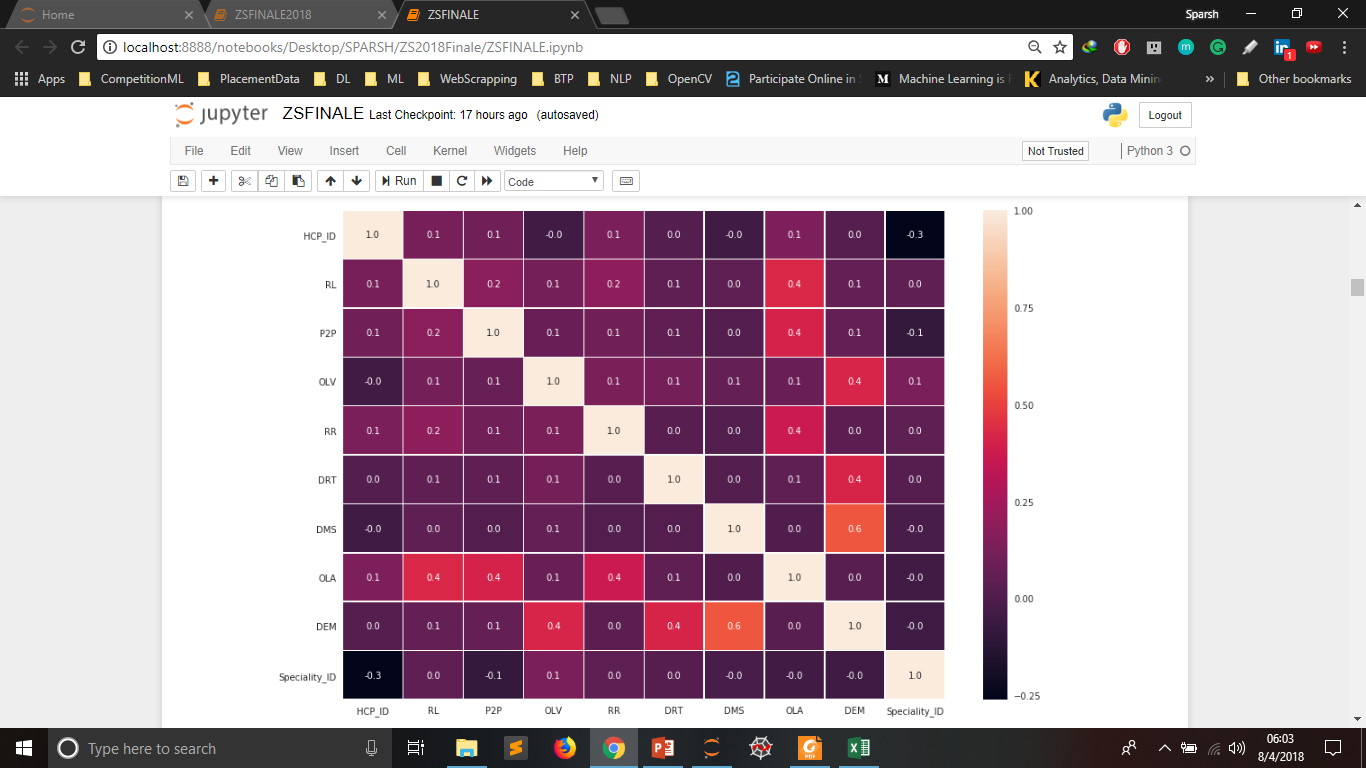 Home
ZSFINALE2018
ZSFINALE
Sparsh
localhost:8888/notebooks/Desktop/SPARSH/ZS2018Finale/ZSFINALE.ipynb
Apps CompetitionML PlacementData DL ML WebScrapping BTP NLP OpenCV Participate Online in Machine Learning is Analytics, Data Minin » Other bookmarks
jupyter ZSFINALE Last Checkpoint: 17 hours ago (autosaved) Logout
File Edit View Insert Cell Kernel Widgets Help Not Trusted Python 3
Run Code
HCP_ID 1.0 0.1 0.1 -0.0 0.1 0.0 -0.0 0.1 0.0 -0.3
RL 0.1 1.0 0.2 0.1 0.2 0.1 0.0 0.4 0.1 0.0
P2P 0.1 0.2 1.0 0.1 0.1 0.1 0.0 0.4 0.1 -0.1
OLV -0.0 0.1 0.1 1.0 0.1 0.1 0.1 0.1 0.4 0.1
RR 0.1 0.2 0.1 0.1 1.0 0.0 0.0 0.4 0.0 0.0
DRT 0.0 0.1 0.1 0.1 0.0 1.0 0.0 0.1 0.4 0.0
DMS -0.0 0.0 0.0 0.1 0.0 0.0 1.0 0.0 0.6 -0.0
OLA 0.1 0.4 0.4 0.1 0.4 0.1 0.0 1.0 0.0 -0.0
DEM 0.0 0.1 0.1 0.4 0.0 0.4 0.6 0.0 1.0 -0.0
Speciality_ID -0.3 0.0 -0.1 0.1 0.0 0.0 -0.0 -0.0 -0.0 1.0
HCP_ID RL P2P OLV RR DRT DMS OLA DEM Speciality_ID
1.00
0.75
0.50
0.25
0.00
−0.25
Type here to search
06:03
8/4/2018